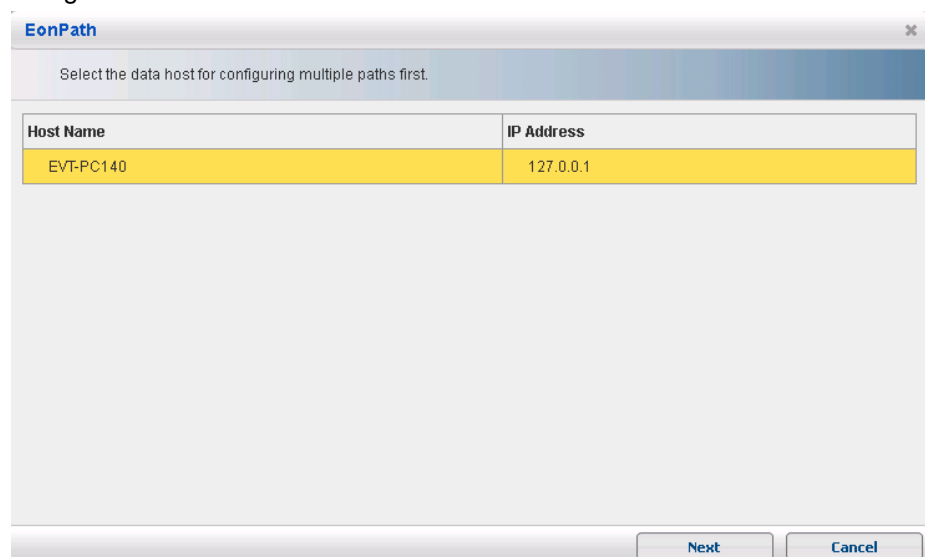 EonPath
Select the data host for configuring multiple paths first.
Host Name IP Address
EVT-PC140 127.0.0.1
Next Cancel